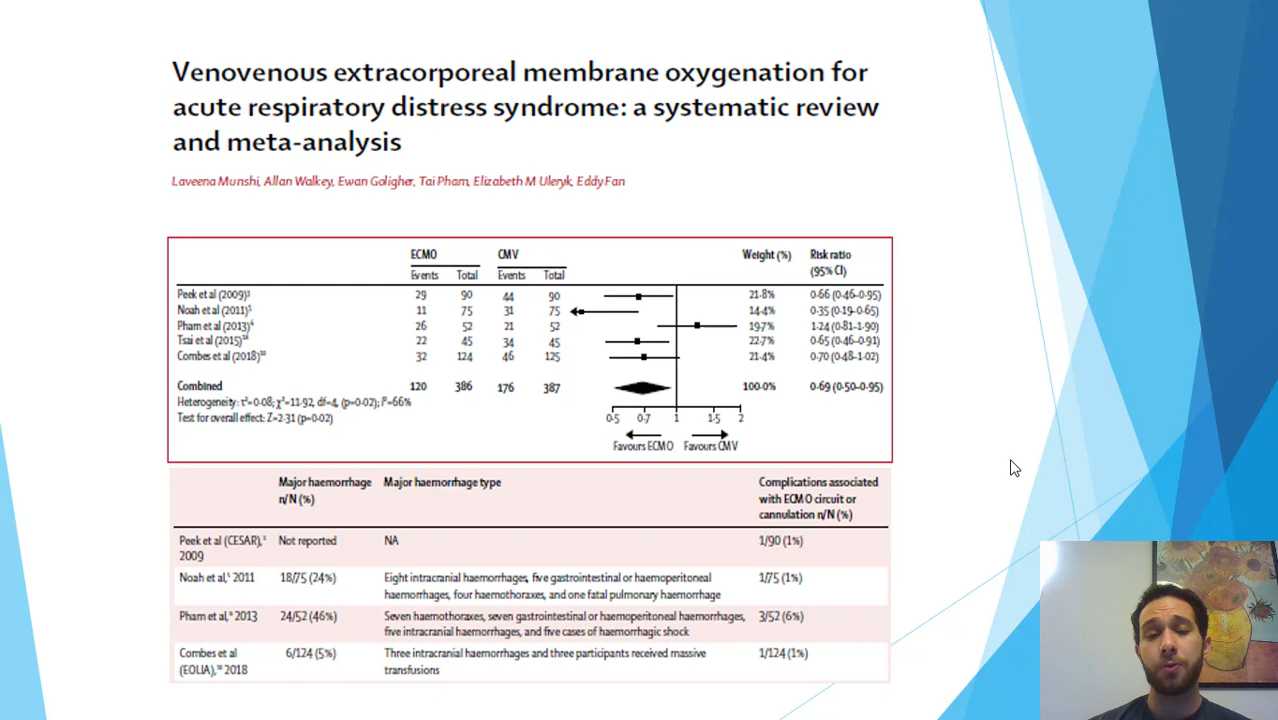 Venovenous extracorporeal membrane oxygenation for
acute respiratory distress syndrome: a systematic review
and meta-analysis
Laveena Munshi, Allan Walkey, Ewan Goligher, Tai Pham, Elizabeth M Uleryk, Eddy Fan
ECMO CMV Weight (%) Risk ratio
(95% CI)
Events Total Events Total
Peek et al (2009)³ 29 90 44 90 21·8% 0·66 (0·46–0·95)
Noah et al (2011)⁵ 11 75 31 75 14·4% 0·35 (0·19–0·65)
Pham et al (2013)⁶ 26 52 21 52 19·7% 1·24 (0·81–1·90)
Tsai et al (2015) 22 45 34 45 22·7% 0·65 (0·46–0·91)
Combes et al (2018)¹⁰ 32 124 46 125 21·4% 0·70 (0·48–1·02)
Combined 120 386 176 387 100·0% 0·69 (0·50–0·95)
Heterogeneity: τ²=0·08; χ²=11·92, df=4, (p=0·02); I²=66%
Test for overall effect: Z=2·31 (p=0·02)
0·5 0·7 1 1·5 2
Favours ECMO Favours CMV
Major haemorrhage Major haemorrhage type Complications associated
n/N (%) with ECMO circuit or
cannulation n/N (%)
Peek et al (CESAR),³ Not reported NA 1/90 (1%)
2009
Noah et al,⁵ 2011 18/75 (24%) Eight intracranial haemorrhages, five gastrointestinal or haemoperitoneal 1/75 (1%)
haemorrhages, four haemothoraxes, and one fatal pulmonary haemorrhage
Pham et al,⁶ 2013 24/52 (46%) Seven haemothoraxes, seven gastrointestinal or haemoperitoneal haemorrhages, 3/52 (6%)
five intracranial haemorrhages, and five cases of haemorrhagic shock
Combes et al 6/124 (5%) Three intracranial haemorrhages and three participants received massive 1/124 (1%)
(EOLIA),¹⁰ 2018 transfusions